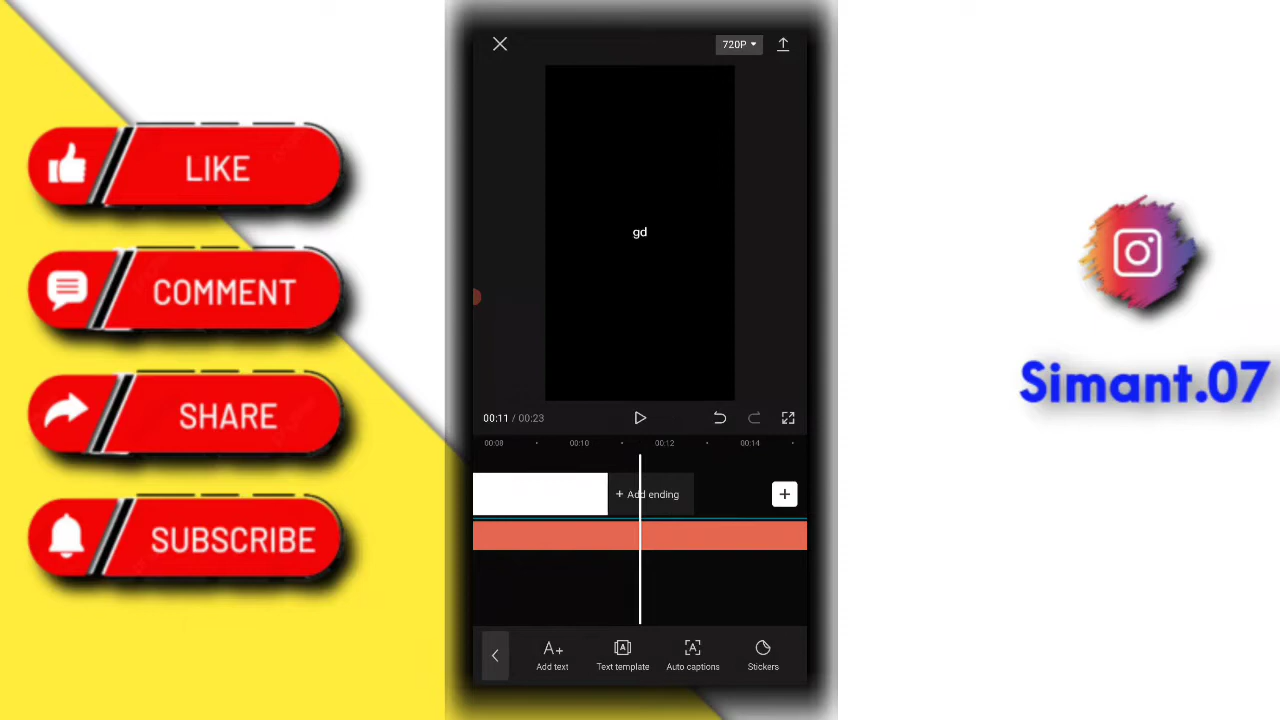 LIKE
COMMENT
SHARE
SUBSCRIBE
720P
gd
00:11 / 00:23
00:08
00:10
00:12
00:14
+ Add ending
+
A+
Add text
A
Text template
A
Auto captions
Stickers
Simant.07